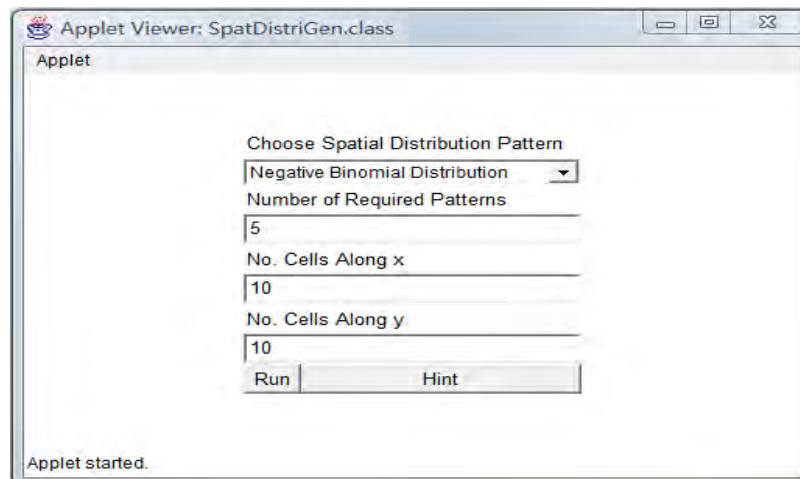 Applet Viewer: SpatDistriGen.class
Applet
Choose Spatial Distribution Pattern
Negative Binomial Distribution
Number of Required Patterns
5
No. Cells Along x
10
No. Cells Along y
10
Run Hint
Applet started.